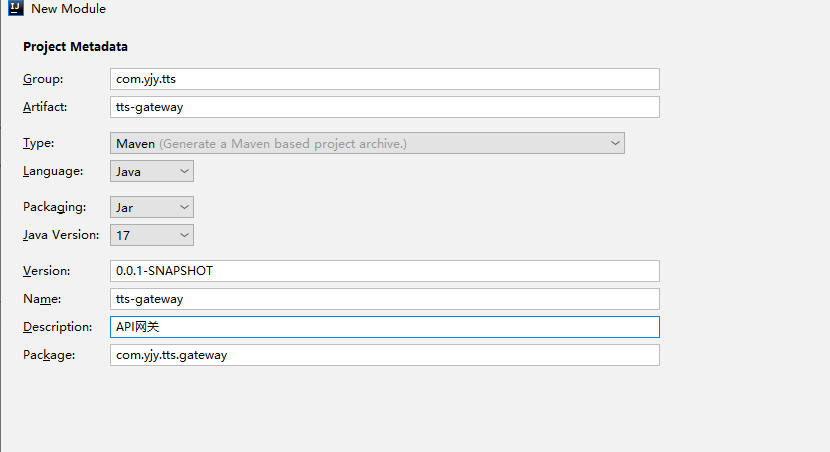 IJ New Module
Project Metadata
Group: com.yjy.tts
Artifact: tts-gateway
Type: Maven (Generate a Maven based project archive.)
Language: Java
Packaging: Jar
Java Version: 17
Version: 0.0.1-SNAPSHOT
Name: tts-gateway
Description: API网关
Package: com.yjy.tts.gateway